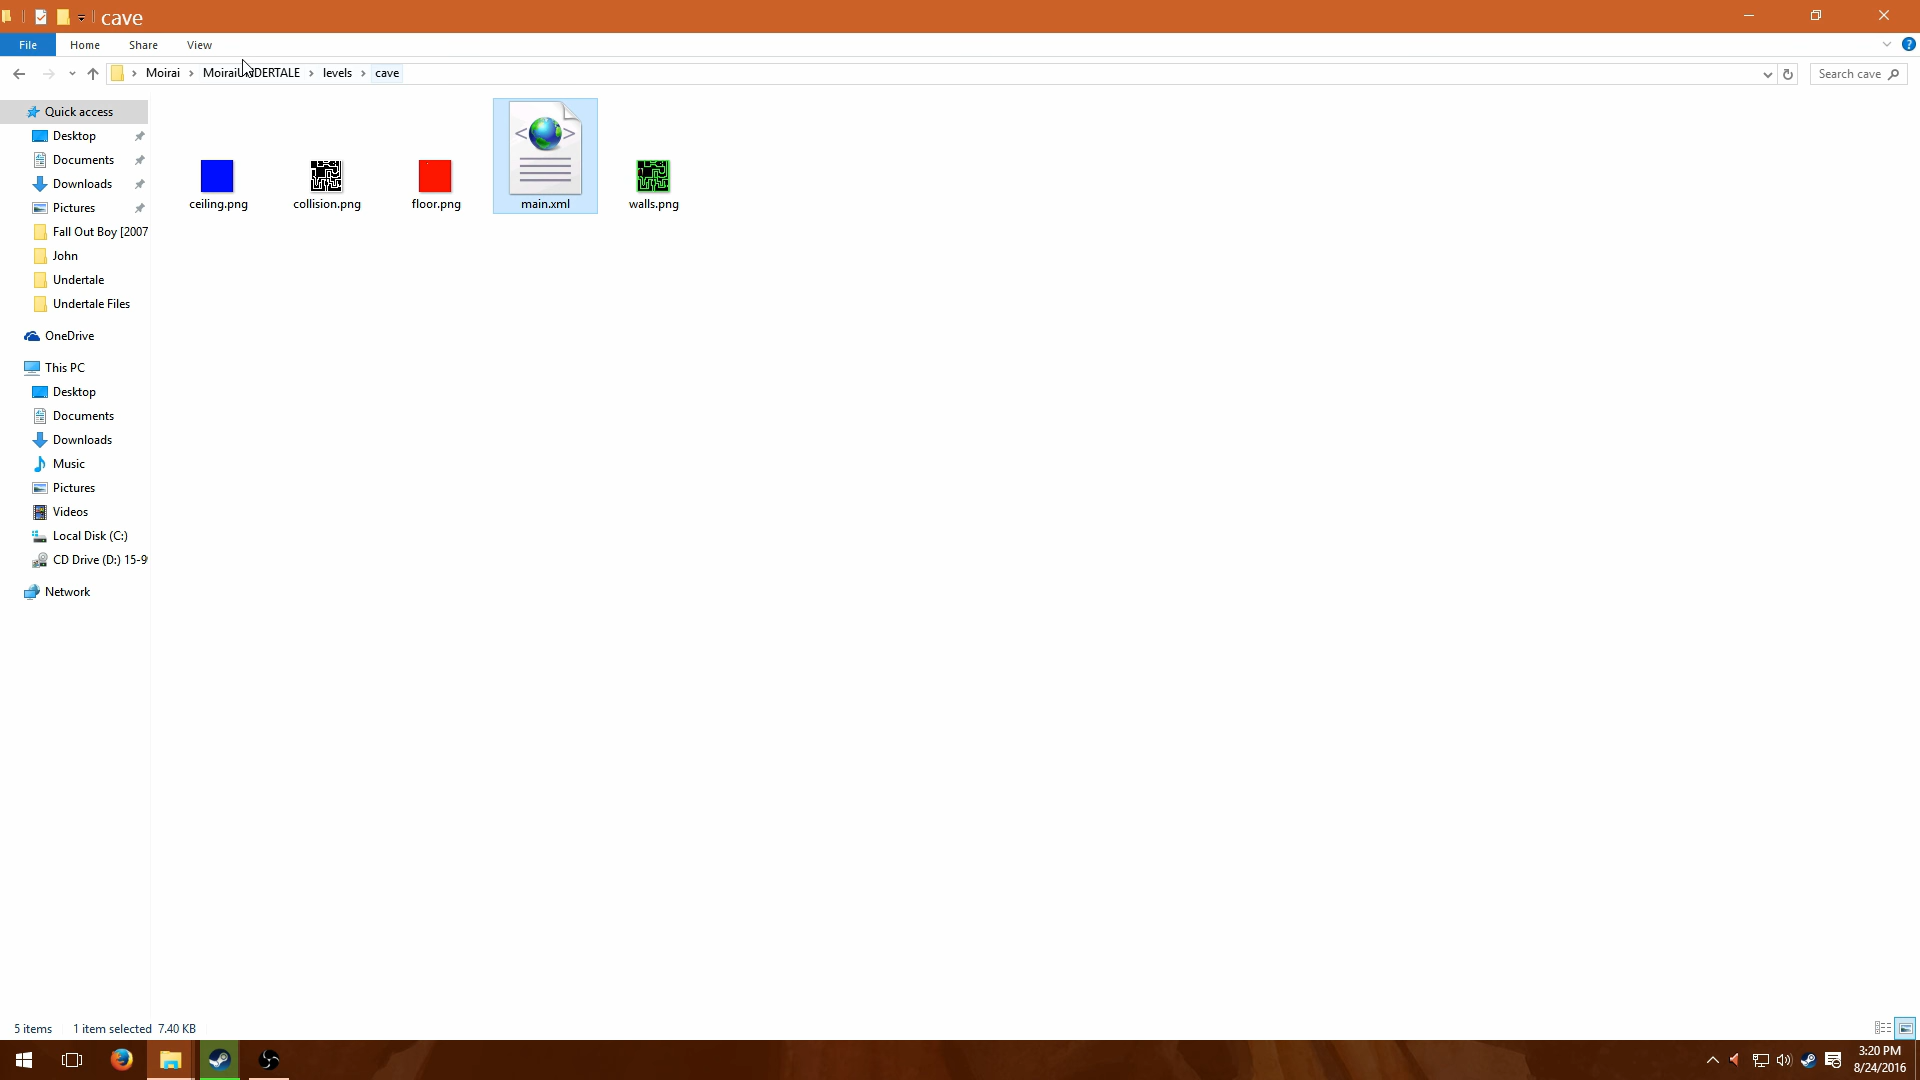 cave
File Home Share View
Moirai MoiraiUNDERTALE levels cave
Search cave
Quick access
Desktop
Documents
Downloads
Pictures
Fall Out Boy [2007
John
Undertale
Undertale Files
OneDrive
This PC
Desktop
Documents
Downloads
Music
Pictures
Videos
Local Disk (C:)
CD Drive (D:) 15-9
Network
ceiling.png collision.png floor.png main.xml walls.png
5 items 1 item selected 7.40 KB
3:20 PM
8/24/2016